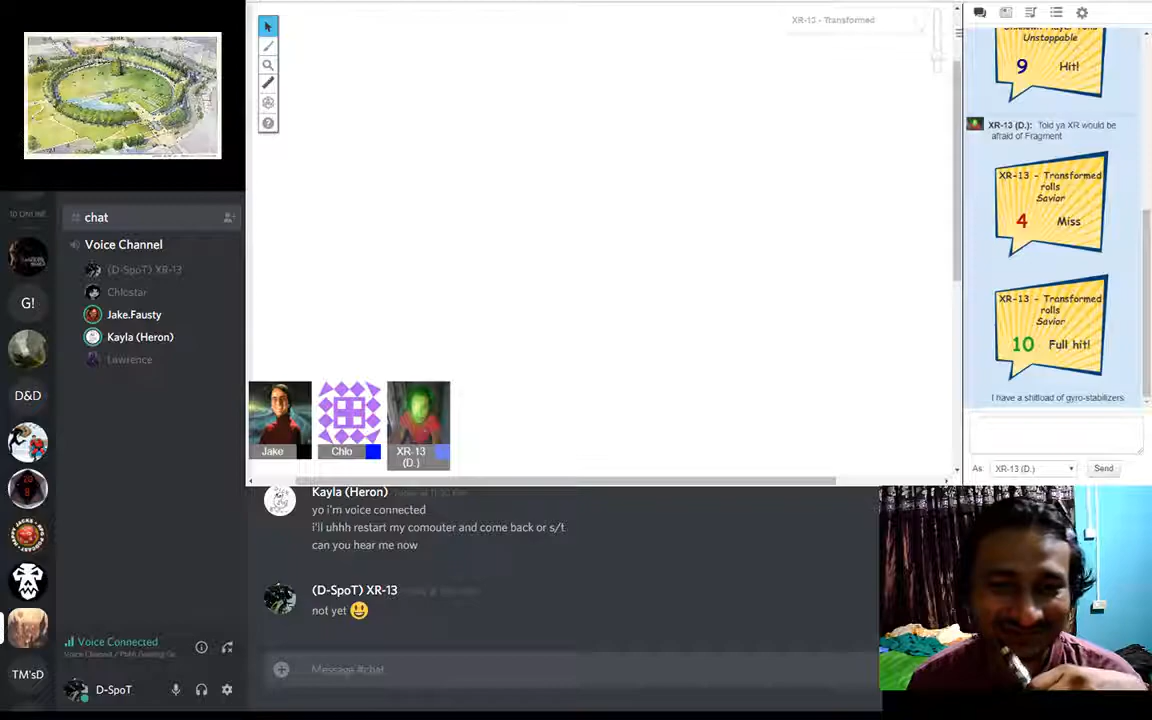 XR-13 - Transformed
Unstoppable
9 Hit!
XR-13 (D.): Told ya XR would be
afraid of Fragment
XR-13 - Transformed
rolls
Savior
4 Miss
XR-13 - Transformed
rolls
Savior
10 Full hit!
I have a shitload of gyro-stabilizers
As: XR-13 (D.) Send
10 ONLINE
chat
Voice Channel
(D-SpoT) XR-13
Chlostar
Jake.Fausty
Kayla (Heron)
Lawrence
G!
D&D
TM'sD
Jake
Chlo
XR-13
(D.)
Kayla (Heron)
yo i'm voice connected
i'll uhhh restart my comouter and come back or s/t
can you hear me now
(D-SpoT) XR-13
not yet 😃
Message #chat
Voice Connected
D-SpoT